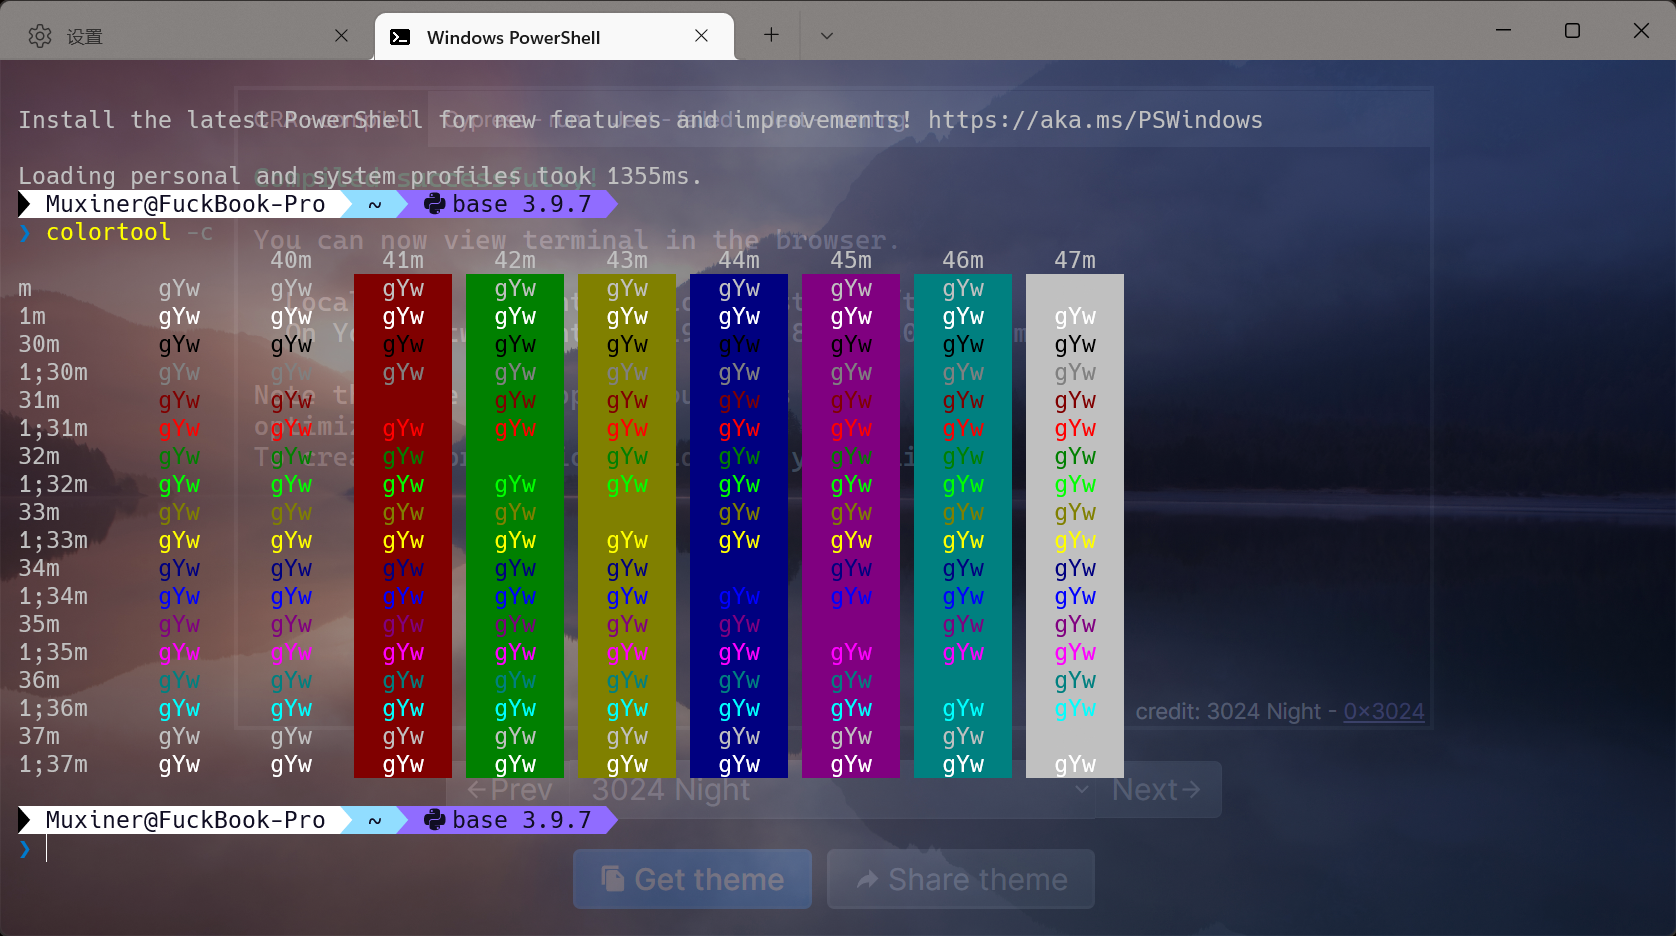 设置
Windows PowerShell
Install the latest PowerShell for new features and improvements! https://aka.ms/PSWindows
Loading personal and system profiles took 1355ms.
Muxiner@FuckBook-Pro ~ base 3.9.7
❯ colortool -c
40m 41m 42m 43m 44m 45m 46m 47m
m gYw gYw gYw gYw gYw gYw gYw gYw
1m gYw gYw gYw gYw gYw gYw gYw gYw gYw
30m gYw gYw gYw gYw gYw gYw gYw gYw gYw
1;30m gYw gYw gYw gYw gYw gYw gYw gYw gYw
31m gYw gYw gYw gYw gYw gYw gYw gYw
1;31m gYw gYw gYw gYw gYw gYw gYw gYw gYw
32m gYw gYw gYw gYw gYw gYw gYw gYw
1;32m gYw gYw gYw gYw gYw gYw gYw gYw gYw
33m gYw gYw gYw gYw gYw gYw gYw gYw
1;33m gYw gYw gYw gYw gYw gYw gYw gYw gYw
34m gYw gYw gYw gYw gYw gYw gYw gYw
1;34m gYw gYw gYw gYw gYw gYw gYw gYw gYw
35m gYw gYw gYw gYw gYw gYw gYw gYw
1;35m gYw gYw gYw gYw gYw gYw gYw gYw gYw
36m gYw gYw gYw gYw gYw gYw gYw gYw
1;36m gYw gYw gYw gYw gYw gYw gYw gYw gYw
37m gYw gYw gYw gYw gYw gYw gYw gYw
1;37m gYw gYw gYw gYw gYw gYw gYw gYw gYw
Muxiner@FuckBook-Pro ~ base 3.9.7
❯
Compiled successfully!
You can now view terminal in the browser.
credit: 3024 Night - 0x3024
←Prev 3024 Night Next→
Get theme Share theme